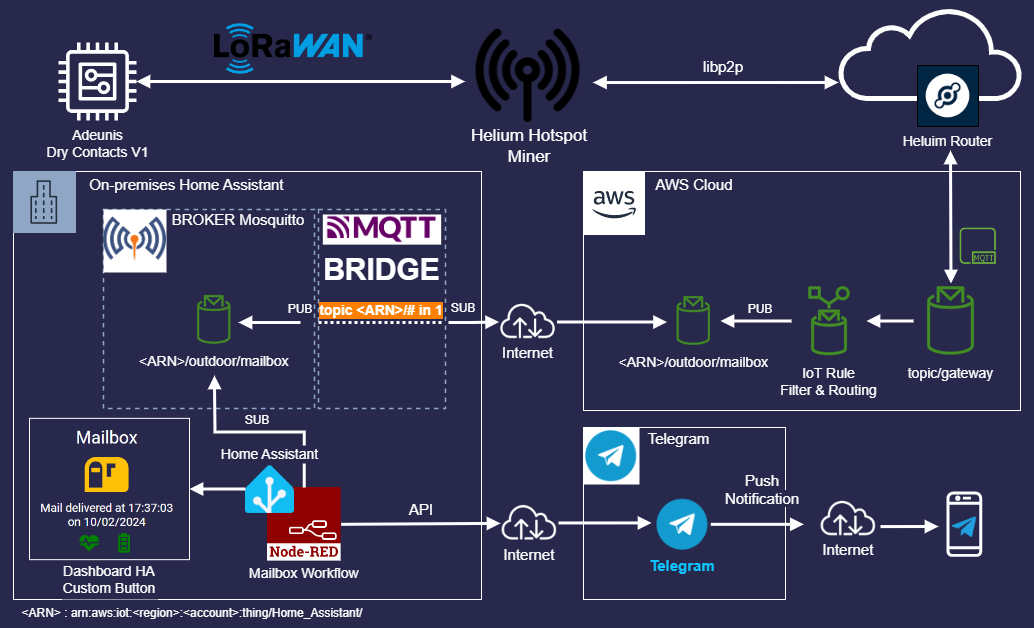 LoRaWAN®
libp2p
Adeunis
Dry Contacts V1
Helium Hotspot
Miner
Heluim Router
On-premises Home Assistant
BROKER Mosquitto
MQTT
BRIDGE
topic <ARN>/# in 1
PUB
SUB
<ARN>/outdoor/mailbox
Internet
aws
AWS Cloud
MQTT
PUB
<ARN>/outdoor/mailbox
IoT Rule
Filter & Routing
topic/gateway
SUB
Mailbox
Mail delivered at 17:37:03
on 10/02/2024
Dashboard HA
Custom Button
Home Assistant
Node-RED
Mailbox Workflow
API
Internet
Telegram
Telegram
Push
Notification
Internet
<ARN> : arn:aws:iot:<region>:<account>:thing/Home_Assistant/